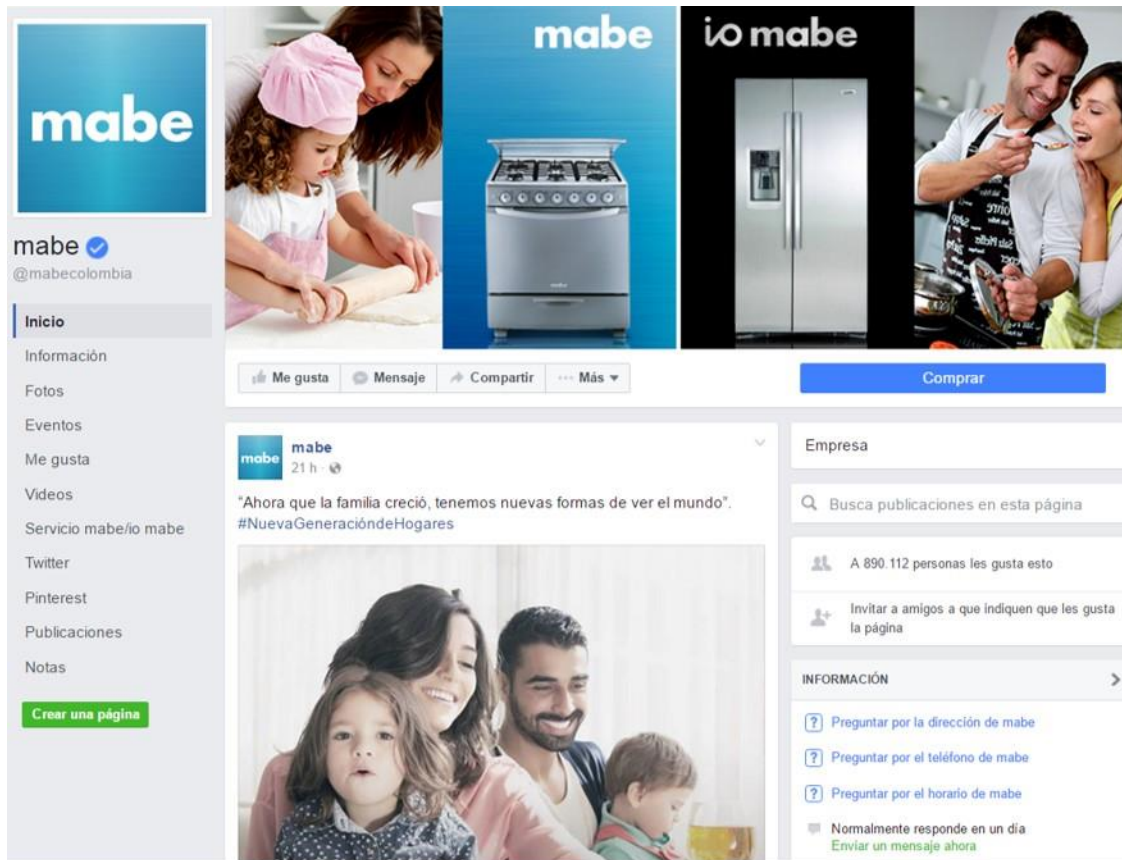 mabe
mabe
@mabecolombia
Inicio
Información
Fotos
Eventos
Me gusta
Videos
Servicio mabe/io mabe
Twitter
Pinterest
Publicaciones
Notas
Crear una página
mabe
io mabe
Me gusta
Mensaje
Compartir
Más
Comprar
mabe
mabe
21 h
“Ahora que la familia creció, tenemos nuevas formas de ver el mundo”.
#NuevaGeneracióndeHogares
Empresa
Busca publicaciones en esta página
A 890.112 personas les gusta esto
Invitar a amigos a que indiquen que les gusta
la página
INFORMACIÓN
Preguntar por la dirección de mabe
Preguntar por el teléfono de mabe
Preguntar por el horario de mabe
Normalmente responde en un día
Enviar un mensaje ahora